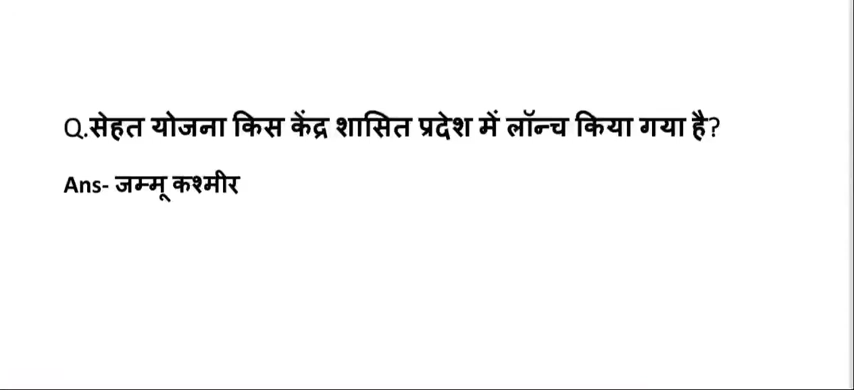 Q.सेहत योजना किस केंद्र शासित प्रदेश में लॉन्च किया गया है?
Ans- जम्मू कश्मीर